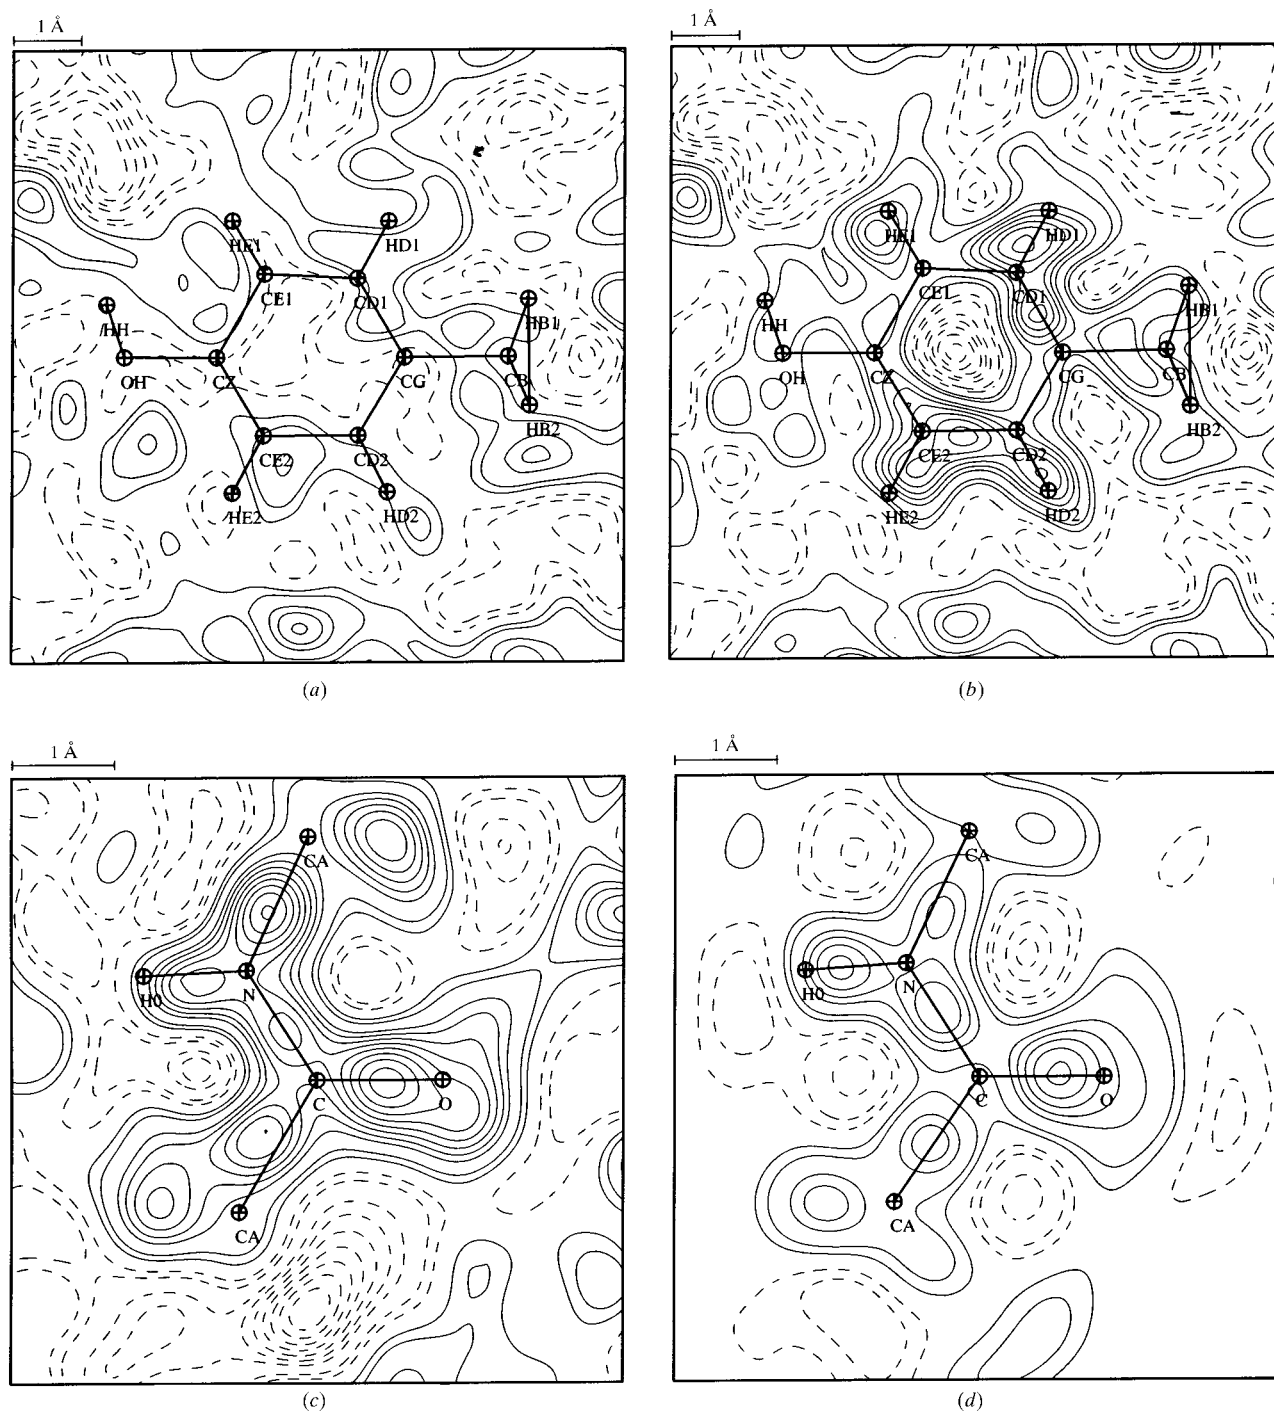 1 Å
1 Å
HE1
HD1
CE1
CD1
HH
HB1
OH
CZ
CG
CB
HB2
CE2
CD2
HE2
HD2
HE1
HD1
CE1
CD1
HH
HB1
OH
CZ
CG
CB
HB2
CE2
CD2
HE2
HD2
(a)
(b)
1 Å
1 Å
CA
H0
N
C
O
CA
CA
H0
N
C
O
CA
(c)
(d)